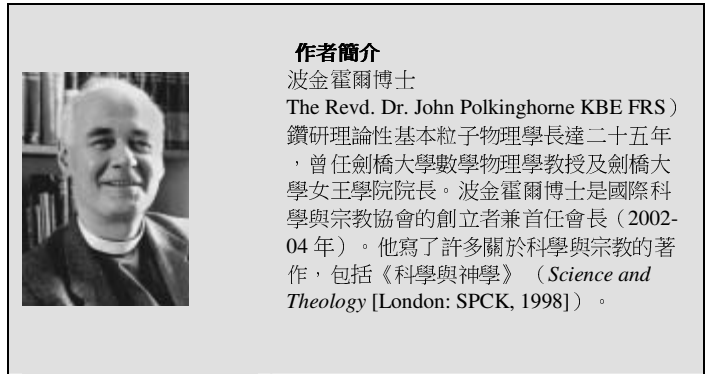 作者簡介
波金霍爾博士
The Revd. Dr. John Polkinghorne KBE FRS）
鑽研理論性基本粒子物理學長達二十五年
，曾任劍橋大學數學物理學教授及劍橋大
學女王學院院長。波金霍爾博士是國際科
學與宗教協會的創立者兼首任會長（2002-
04 年）。他寫了許多關於科學與宗教的著
作，包括《科學與神學》（Science and
Theology [London: SPCK, 1998]）。